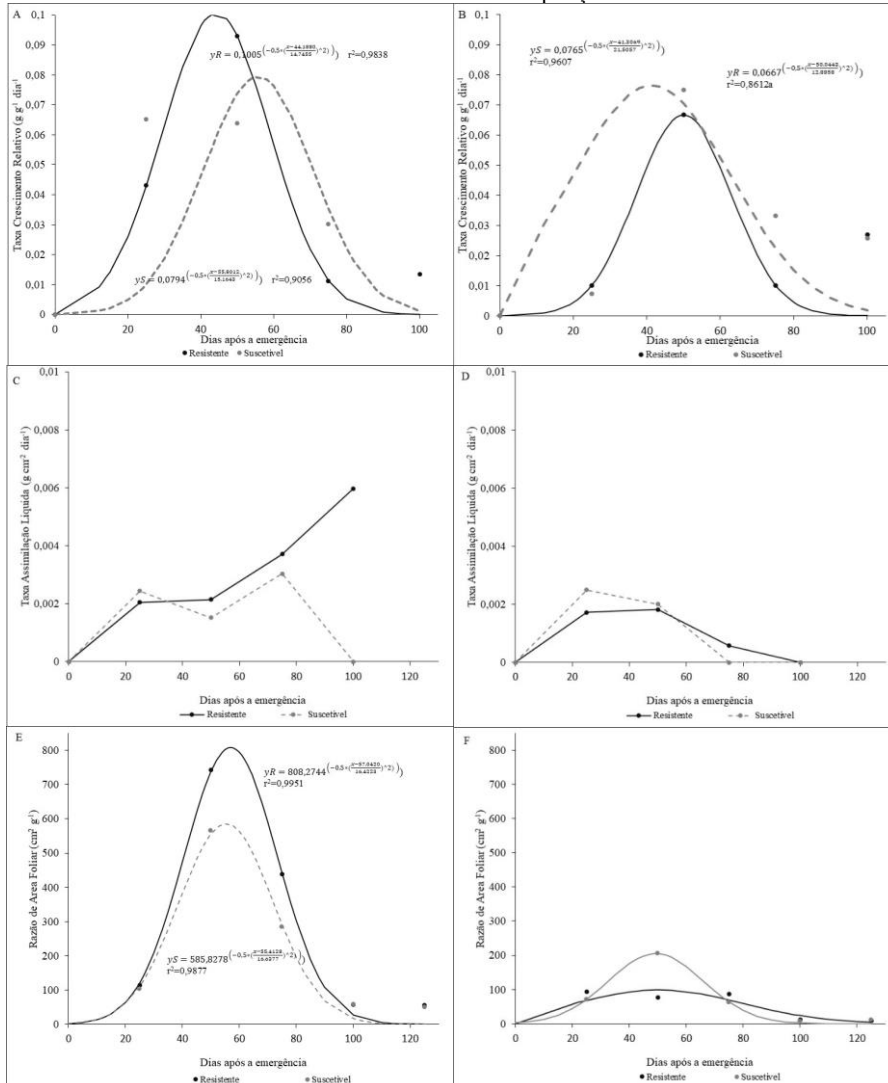 A
0,1
0,09
0,08
0,07
0,06
0,05
0,04
0,03
0,02
0,01
0
Taxa Crescimento Relativo (g g⁻¹ dia⁻¹)
r²=0,9838
r²=0,9056
0 20 40 60 80 100
Dias após a emergência
Resistente Suscetível
B
0,1
0,09
0,08
0,07
0,06
0,05
0,04
0,03
0,02
0,01
0
Taxa Crescimento Relativo (g g⁻¹ dia⁻¹)
r²=0,9607
r²=0,8612a
0 20 40 60 80 100
Dias após a emergência
Resistente Suscetível
C
0,01
0,008
0,006
0,004
0,002
0
Taxa Assimilação Líquida (g cm⁻² dia⁻¹)
0 20 40 60 80 100 120
Dias após a emergência
Resistente Suscetível
D
0,01
0,008
0,006
0,004
0,002
0
Taxa Assimilação Líquida (g cm⁻² dia⁻¹)
0 20 40 60 80 100 120
Dias após a emergência
Resistente Suscetível
E
800
700
600
500
400
300
200
100
0
Razão de Area Foliar (cm² g⁻¹)
r²=0,9951
r²=0,9877
0 20 40 60 80 100 120
Dias após a emergência
Resistente Suscetível
F
800
700
600
500
400
300
200
100
0
Razão de Area Foliar (cm² g⁻¹)
0 20 40 60 80 100 120
Dias após a emergência
Resistente Suscetível